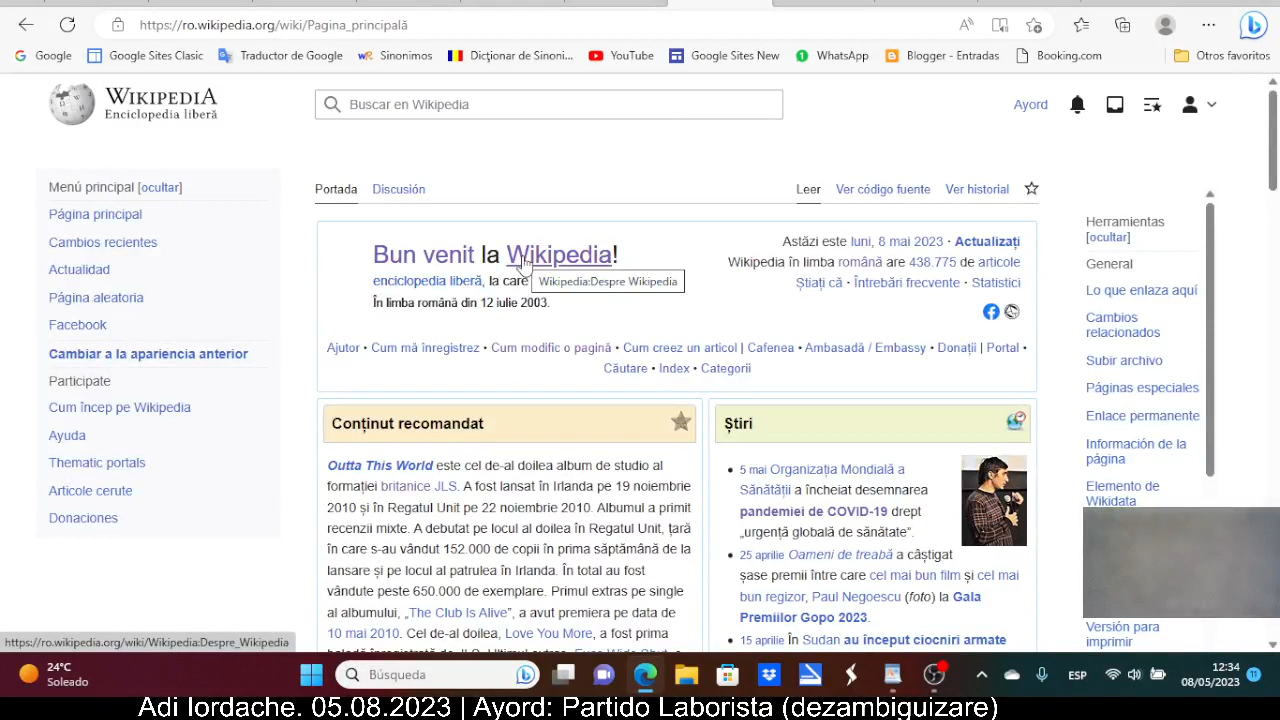 https://ro.wikipedia.org/wiki/Pagina_principală
Google
Google Sites Clasic
Traductor de Google
Sinonimos
Dicționar de Sinoni...
YouTube
Google Sites New
WhatsApp
Blogger - Entradas
Booking.com
Otros favoritos
WIKIPEDIA
Enciclopedia liberă
Buscar en Wikipedia
Ayord
Menú principal [ocultar]
Página principal
Cambios recientes
Actualidad
Página aleatoria
Facebook
Cambiar a la apariencia anterior
Participate
Cum încep pe Wikipedia
Ayuda
Thematic portals
Articole cerute
Donaciones
Portada
Discusión
Leer
Ver código fuente
Ver historial
Bun venit la Wikipedia!
enciclopedia liberă, la care
Wikipedia:Despre Wikipedia
În limba română din 12 iulie 2003.
Astăzi este luni, 8 mai 2023 · Actualizați
Wikipedia în limba română are 438.775 de articole
Știați că · Întrebări frecvente · Statistici
Ajutor • Cum mă înregistrez • Cum modific o pagină • Cum creez un articol | Cafenea • Ambasadă / Embassy • Donații | Portal •
Căutare • Index • Categorii
Conținut recomandat
Outta This World este cel de-al doilea album de studio al
formației britanice JLS. A fost lansat în Irlanda pe 19 noiembrie
2010 și în Regatul Unit pe 22 noiembrie 2010. Albumul a primit
recenzii mixte. A debutat pe locul al doilea în Regatul Unit, țară
în care s-au vândut 152.000 de copii în prima săptămână de la
lansare și pe locul al patrulea în Irlanda. În total au fost
vândute peste 650.000 de exemplare. Primul extras pe single
al albumului, „The Club Is Alive”, a avut premiera pe data de
10 mai 2010. Cel de-al doilea, Love You More, a fost prima
Știri
5 mai Organizația Mondială a
Sănătății a încheiat desemnarea
pandemiei de COVID-19 drept
„urgență globală de sănătate”.
25 aprilie Oameni de treabă a câștigat
șase premii între care cel mai bun film și cel mai
bun regizor, Paul Negoescu (foto) la Gala
Premiilor Gopo 2023.
15 aprilie În Sudan au început ciocniri armate
Herramientas
[ocultar]
General
Lo que enlaza aquí
Cambios
relacionados
Subir archivo
Páginas especiales
Enlace permanente
Información de la
página
Elemento de
Wikidata
Versión para
imprimir
https://ro.wikipedia.org/wiki/Wikipedia:Despre_Wikipedia
24°C
Soleado
Búsqueda
ESP
12:34
08/05/2023
11
Adi Iordache. 05.08.2023 | Ayord: Partido Laborista (dezambiguizare)